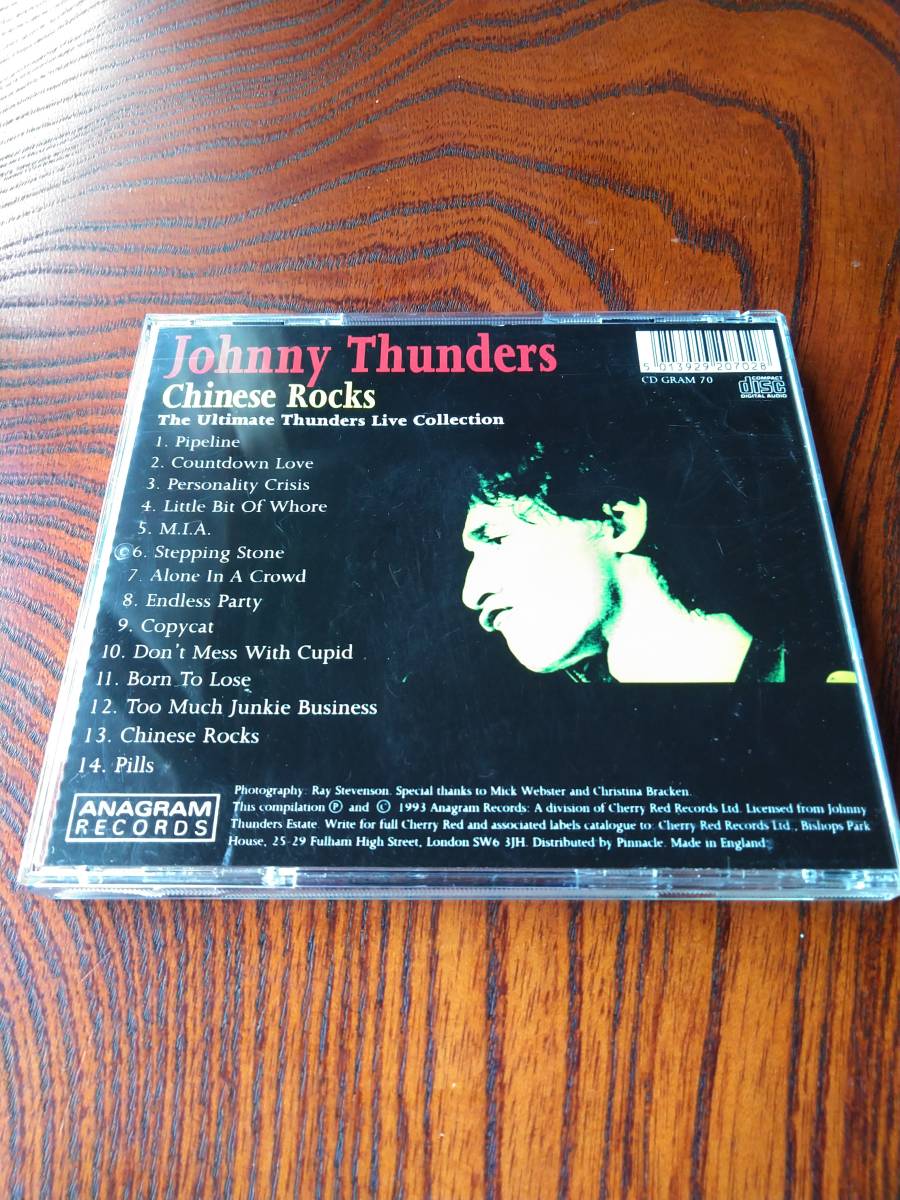 Johnny Thunders
Chinese Rocks
The Ultimate Thunders Live Collection
5 013929 207028
CD GRAM 70
COMPACT
disc
DIGITAL AUDIO
1. Pipeline
2. Countdown Love
3. Personality Crisis
4. Little Bit Of Whore
5. M.I.A.
©6. Stepping Stone
7. Alone In A Crowd
8. Endless Party
9. Copycat
10. Don't Mess With Cupid
11. Born To Lose
12. Too Much Junkie Business
13. Chinese Rocks
14. Pills
ANAGRAM
RECORDS
Photography: Ray Stevenson. Special thanks to Mick Webster and Christina Bracken.
This compilation Ⓟ and © 1993 Anagram Records: A division of Cherry Red Records Ltd. Licensed from Johnny
Thunders Estate. Write for full Cherry Red and associated labels catalogue to: Cherry Red Records Ltd., Bishops Park
House, 25-29 Fulham High Street, London SW6 3JH. Distributed by Pinnacle. Made in England.